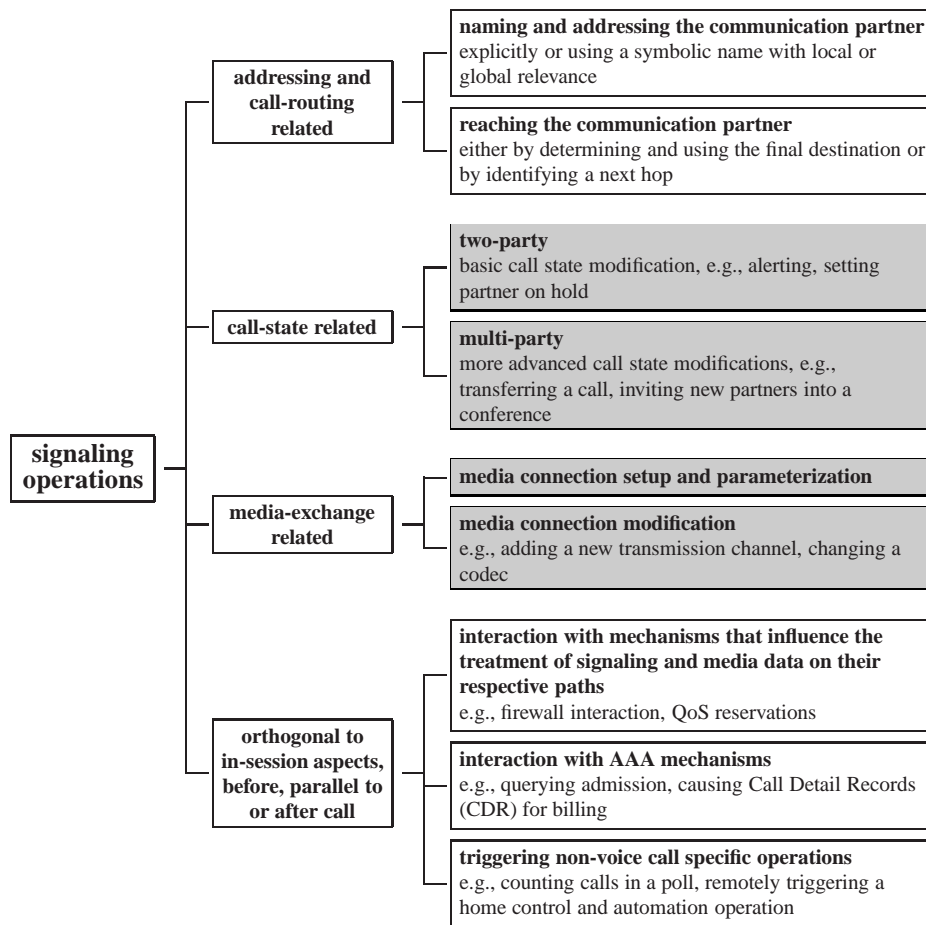 signaling
operations
addressing and
call-routing
related
naming and addressing the communication partner
explicitly or using a symbolic name with local or
global relevance
reaching the communication partner
either by determining and using the final destination or
by identifying a next hop
call-state related
two-party
basic call state modification, e.g., alerting, setting
partner on hold
multi-party
more advanced call state modifications, e.g.,
transferring a call, inviting new partners into a
conference
media-exchange
related
media connection setup and parameterization
media connection modification
e.g., adding a new transmission channel, changing a
codec
orthogonal to
in-session aspects,
before, parallel to
or after call
interaction with mechanisms that influence the
treatment of signaling and media data on their
respective paths
e.g., firewall interaction, QoS reservations
interaction with AAA mechanisms
e.g., querying admission, causing Call Detail Records
(CDR) for billing
triggering non-voice call specific operations
e.g., counting calls in a poll, remotely triggering a
home control and automation operation